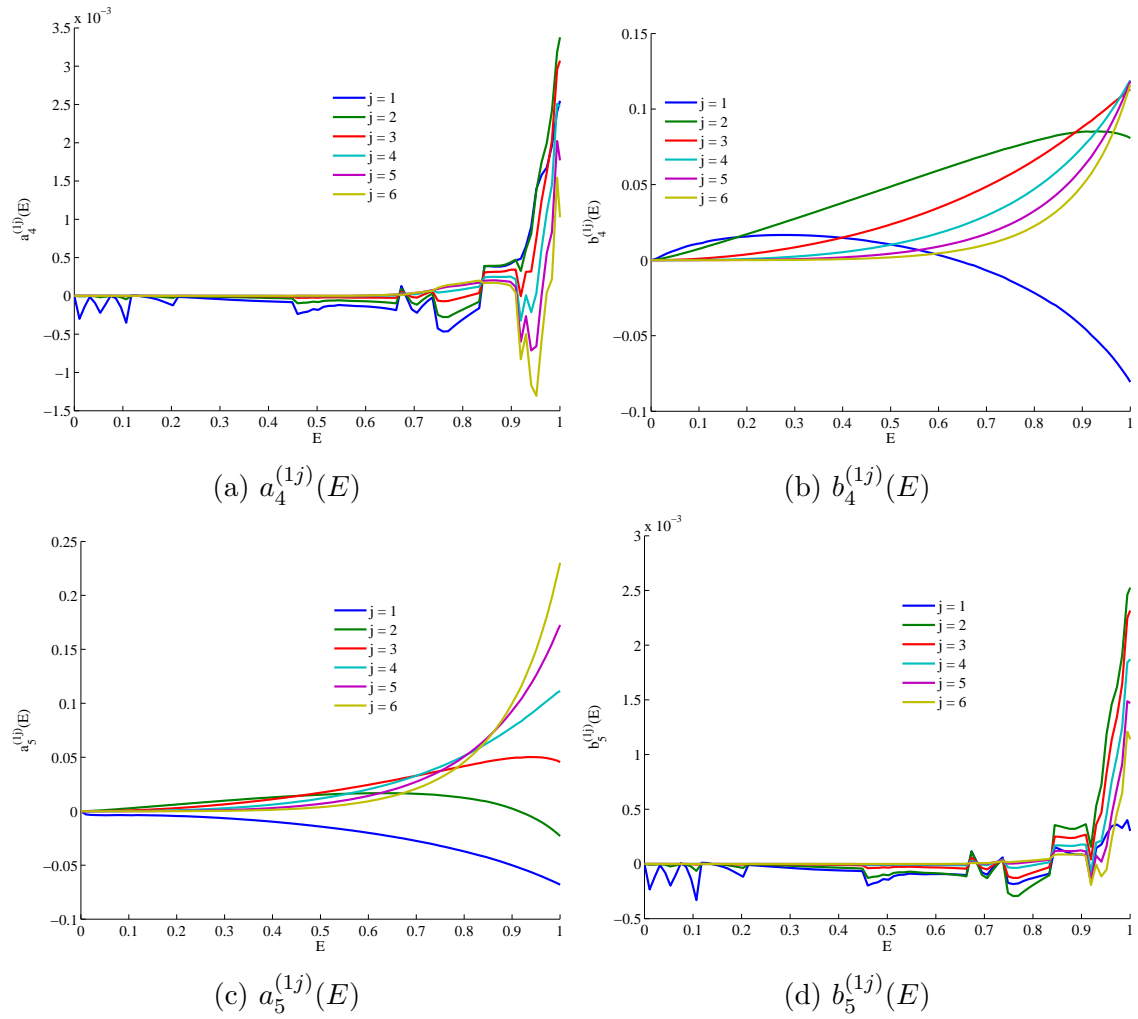 x 10⁻³
3.5
3
2.5
2
1.5
1
0.5
0
−0.5
−1
−1.5
0 0.1 0.2 0.3 0.4 0.5 0.6 0.7 0.8 0.9 1
E
a₄⁽¹ʲ⁾(E)
j = 1
j = 2
j = 3
j = 4
j = 5
j = 6
(a) a₄⁽¹ʲ⁾(E)
0.15
0.1
0.05
0
−0.05
−0.1
0 0.1 0.2 0.3 0.4 0.5 0.6 0.7 0.8 0.9 1
E
b₄⁽¹ʲ⁾(E)
j = 1
j = 2
j = 3
j = 4
j = 5
j = 6
(b) b₄⁽¹ʲ⁾(E)
0.25
0.2
0.15
0.1
0.05
0
−0.05
−0.1
0 0.1 0.2 0.3 0.4 0.5 0.6 0.7 0.8 0.9 1
E
a₅⁽¹ʲ⁾(E)
j = 1
j = 2
j = 3
j = 4
j = 5
j = 6
(c) a₅⁽¹ʲ⁾(E)
x 10⁻³
3
2.5
2
1.5
1
0.5
0
−0.5
0 0.1 0.2 0.3 0.4 0.5 0.6 0.7 0.8 0.9 1
E
b₅⁽¹ʲ⁾(E)
j = 1
j = 2
j = 3
j = 4
j = 5
j = 6
(d) b₅⁽¹ʲ⁾(E)